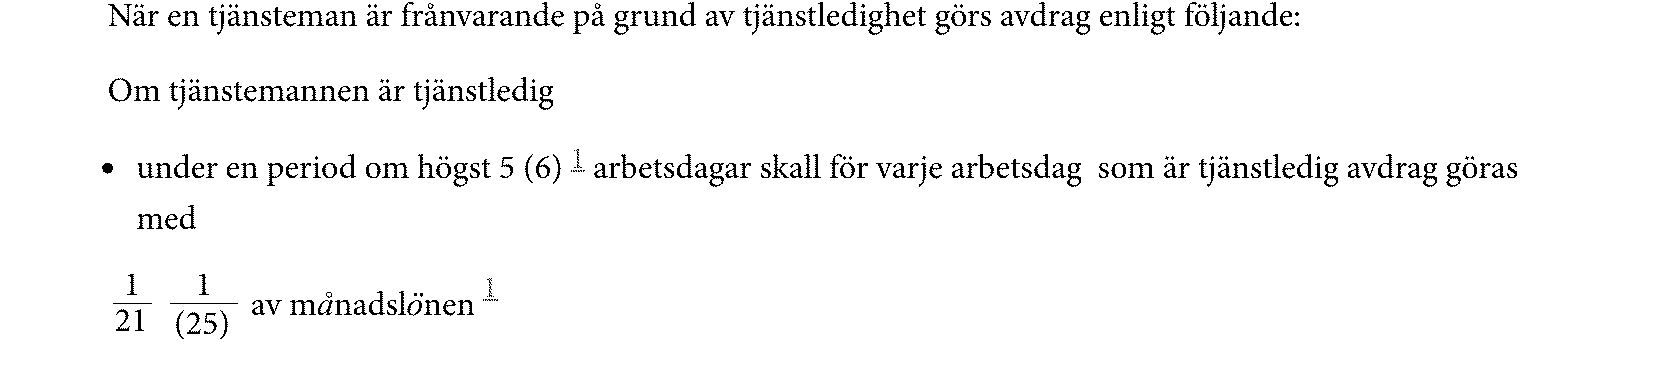 När en tjänsteman är frånvarande på grund av tjänstledighet görs avdrag enligt följande:
Om tjänstemannen är tjänstledig
• under en period om högst 5 (6) 1 arbetsdagar skall för varje arbetsdag som är tjänstledig avdrag göras
med
1/21 1/(25) av månadslönen 1